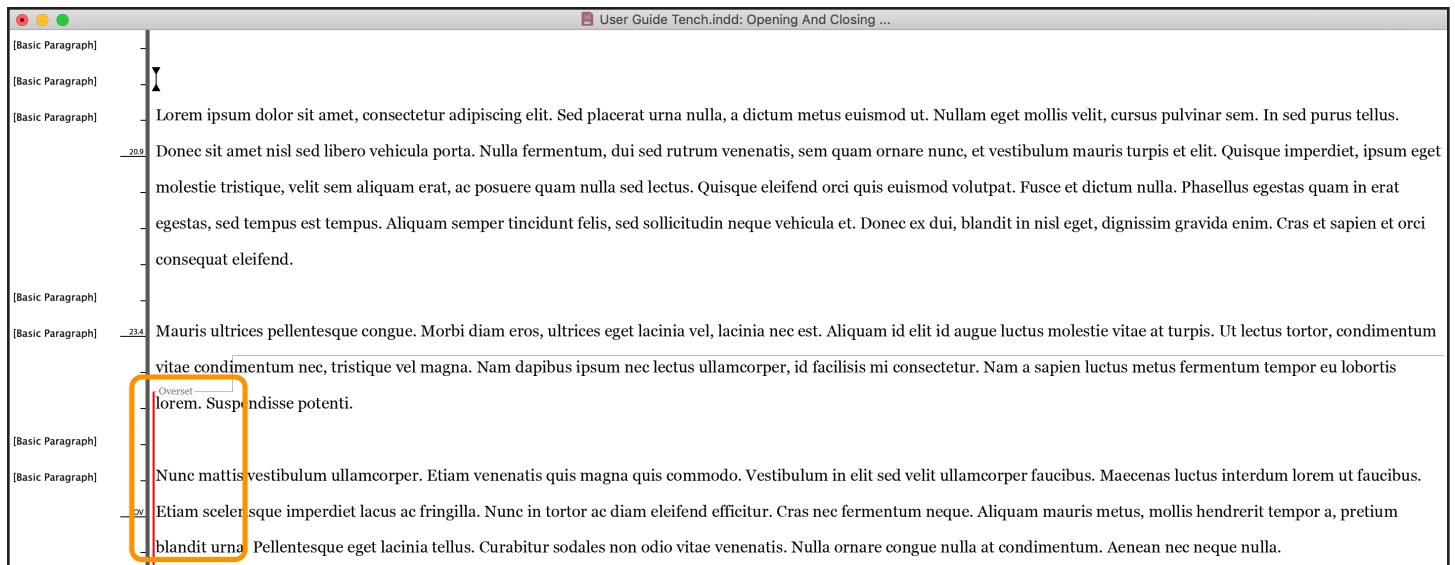 User Guide Tench.indd: Opening And Closing ...
[Basic Paragraph]
[Basic Paragraph]
[Basic Paragraph] Lorem ipsum dolor sit amet, consectetur adipiscing elit. Sed placerat urna nulla, a dictum metus euismod ut. Nullam eget mollis velit, cursus pulvinar sem. In sed purus tellus.
20.9 Donec sit amet nisl sed libero vehicula porta. Nulla fermentum, dui sed rutrum venenatis, sem quam ornare nunc, et vestibulum mauris turpis et elit. Quisque imperdiet, ipsum eget
molestie tristique, velit sem aliquam erat, ac posuere quam nulla sed lectus. Quisque eleifend orci quis euismod volutpat. Fusce et dictum nulla. Phasellus egestas quam in erat
egestas, sed tempus est tempus. Aliquam semper tincidunt felis, sed sollicitudin neque vehicula et. Donec ex dui, blandit in nisl eget, dignissim gravida enim. Cras et sapien et orci
consequat eleifend.
[Basic Paragraph]
[Basic Paragraph] 23.4 Mauris ultrices pellentesque congue. Morbi diam eros, ultrices eget lacinia vel, lacinia nec est. Aliquam id elit id augue luctus molestie vitae at turpis. Ut lectus tortor, condimentum
vitae condimentum nec, tristique vel magna. Nam dapibus ipsum nec lectus ullamcorper, id facilisis mi consectetur. Nam a sapien luctus metus fermentum tempor eu lobortis
Overset
lorem. Suspendisse potenti.
[Basic Paragraph]
[Basic Paragraph] Nunc mattis vestibulum ullamcorper. Etiam venenatis quis magna quis commodo. Vestibulum in elit sed velit ullamcorper faucibus. Maecenas luctus interdum lorem ut faucibus.
OV Etiam scelerisque imperdiet lacus ac fringilla. Nunc in tortor ac diam eleifend efficitur. Cras nec fermentum neque. Aliquam mauris metus, mollis hendrerit tempor a, pretium
blandit urna. Pellentesque eget lacinia tellus. Curabitur sodales non odio vitae venenatis. Nulla ornare congue nulla at condimentum. Aenean nec neque nulla.